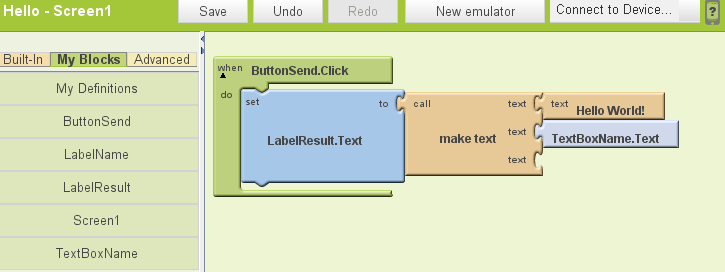 Hello - Screen1
Save
Undo
Redo
New emulator
Connect to Device...
?
Built-In
My Blocks
Advanced
My Definitions
ButtonSend
LabelName
LabelResult
Screen1
TextBoxName
when ButtonSend.Click
do
set LabelResult.Text to
call make text
text
text
text
text Hello World!
TextBoxName.Text